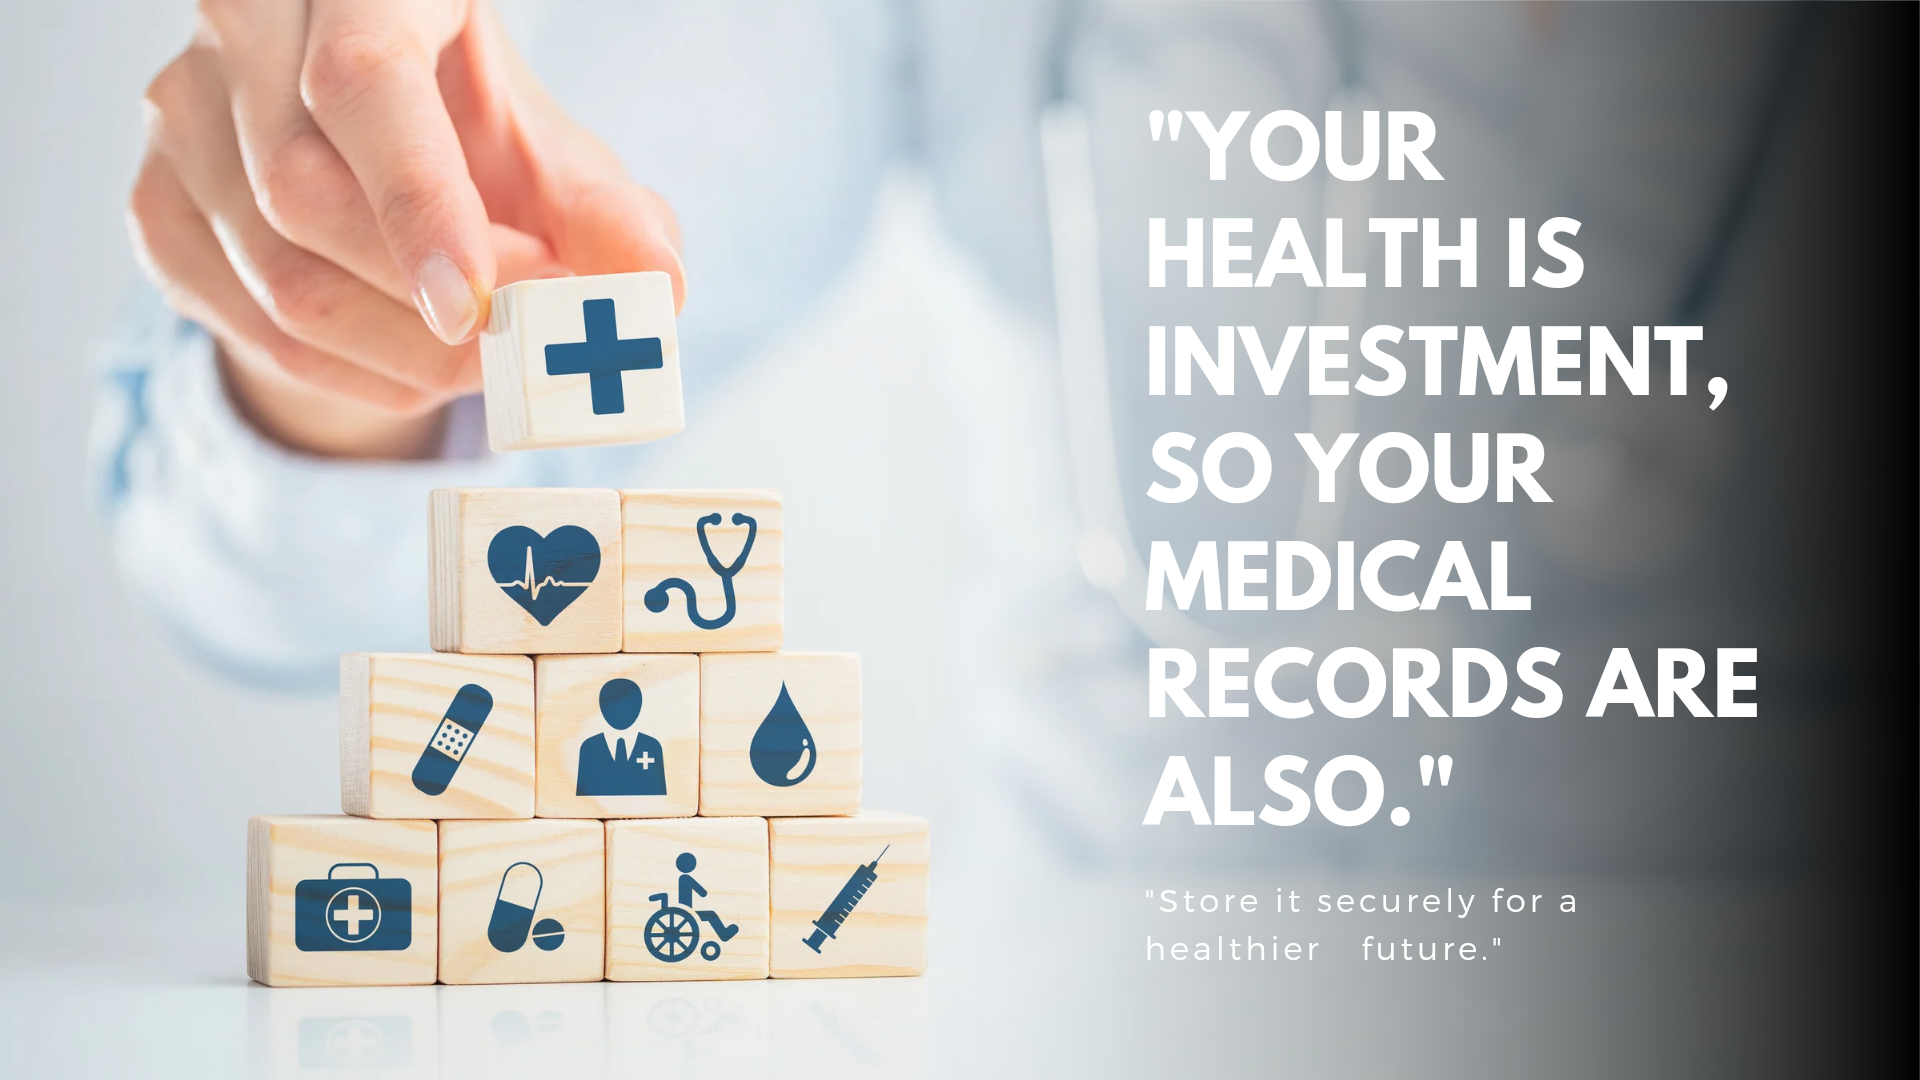 "YOUR
HEALTH IS
INVESTMENT,
SO YOUR
MEDICAL
RECORDS ARE
ALSO."
"Store it securely for a
healthier future."